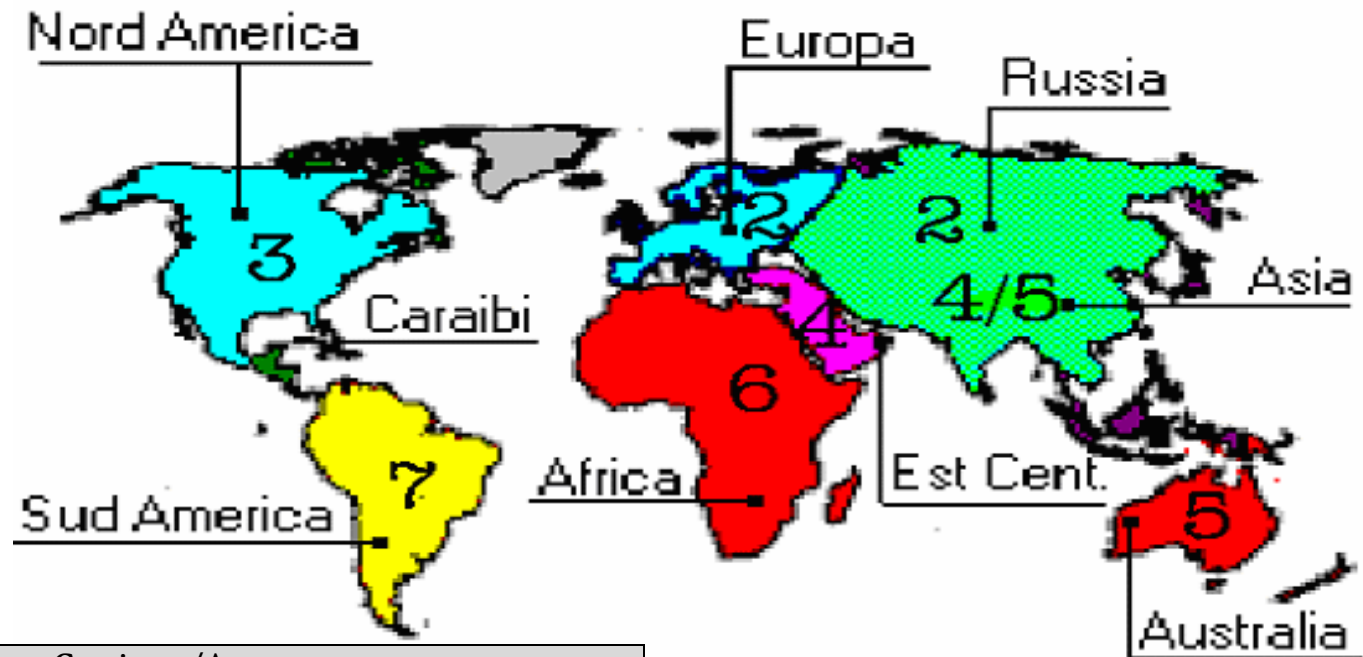 Nord America
Europa
Russia
2
2
3
4/5
Asia
Caraibi
4
6
7
Africa
Est Cent.
Sud America
5
Australia